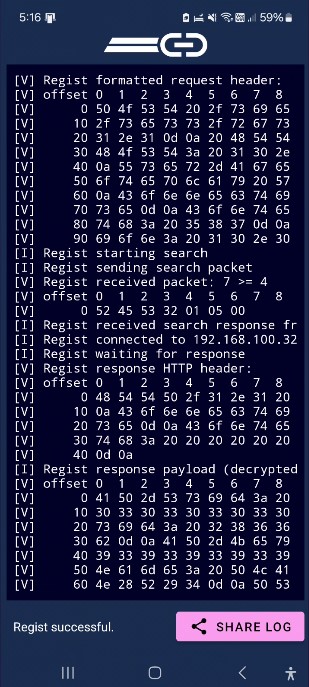 5:16
59%
[V] Regist formatted request header:
[V] offset 0 1 2 3 4 5 6 7 8
[V] 0 50 4f 53 54 20 2f 73 69 65
[V] 10 2f 73 65 73 73 2f 72 67 73
[V] 20 31 2e 31 0d 0a 20 48 54 54
[V] 30 48 4f 53 54 3a 20 31 30 2e
[V] 40 0a 55 73 65 72 2d 41 67 65
[V] 50 6f 74 65 70 6c 61 79 20 57
[V] 60 0a 43 6f 6e 6e 65 63 74 69
[V] 70 73 65 0d 0a 43 6f 6e 74 65
[V] 80 74 68 3a 20 35 38 37 0d 0a
[V] 90 69 6f 6e 3a 20 31 30 2e 30
[I] Regist starting search
[I] Regist sending search packet
[V] Regist received packet: 7 >= 4
[V] offset 0 1 2 3 4 5 6 7 8
[V] 0 52 45 53 32 01 05 00
[I] Regist received search response fr
[I] Regist connected to 192.168.100.32
[I] Regist waiting for response
[V] Regist response HTTP header:
[V] offset 0 1 2 3 4 5 6 7 8
[V] 0 48 54 54 50 2f 31 2e 31 20
[V] 10 0a 43 6f 6e 6e 65 63 74 69
[V] 20 73 65 0d 0a 43 6f 6e 74 65
[V] 30 74 68 3a 20 20 20 20 20 20
[V] 40 0d 0a
[I] Regist response payload (decrypted
[V] offset 0 1 2 3 4 5 6 7 8
[V] 0 41 50 2d 53 73 69 64 3a 20
[V] 10 30 33 30 33 30 33 30 33 30
[V] 20 73 69 64 3a 20 32 38 36 36
[V] 30 62 0d 0a 41 50 2d 4b 65 79
[V] 40 39 33 39 33 39 33 39 33 39
[V] 50 4e 61 6d 65 3a 20 50 4c 41
[V] 60 4e 28 52 29 34 0d 0a 50 53
Regist successful.
SHARE LOG